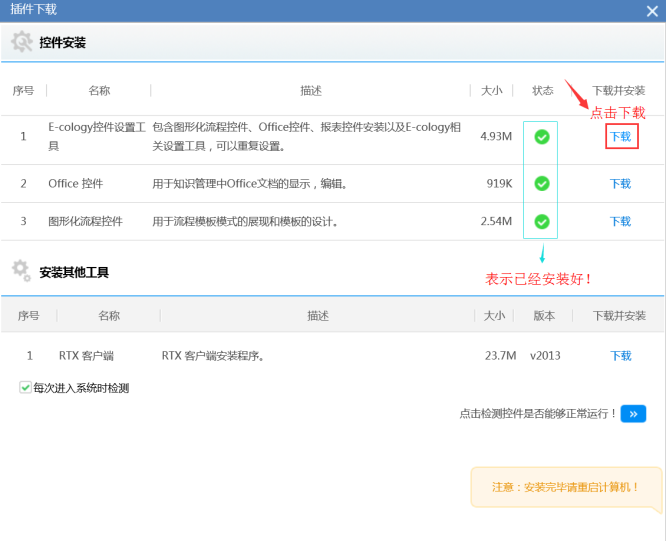 插件下载
控件安装
序号 名称 描述 大小 状态 下载并安装
点击下载
1 E-cology控件设置工具 包含图形化流程控件、Office控件、报表控件安装以及E-cology相关设置工具，可以重复设置。 4.93M 下载
2 Office 控件 用于知识管理中Office文档的显示，编辑。 919K 下载
3 图形化流程控件 用于流程模板模式的展现和模板的设计。 2.54M 下载
表示已经安装好！
安装其他工具
序号 名称 描述 大小 版本 下载并安装
1 RTX 客户端 RTX 客户端安装程序。 23.7M v2013 下载
每次进入系统时检测
点击检测控件是否能够正常运行！ »
注意：安装完毕请重启计算机！